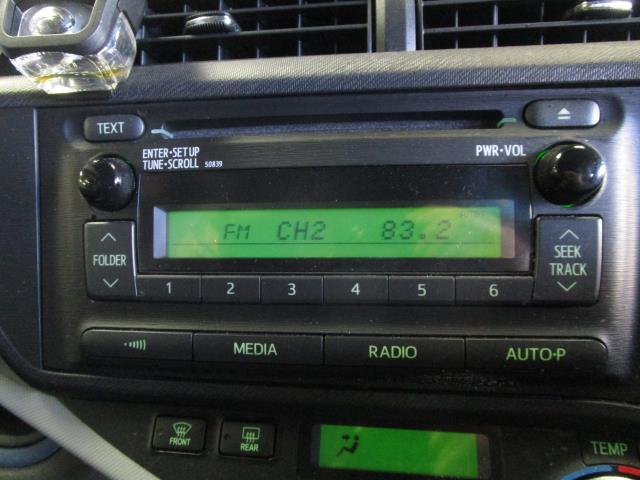 TEXT
ENTER•SETUP
TUNE•SCROLL 50839
PWR•VOL
FM CH2 83.2
FOLDER
SEEK
TRACK
1 2 3 4 5 6
MEDIA RADIO AUTO•P
FRONT REAR
TEMP